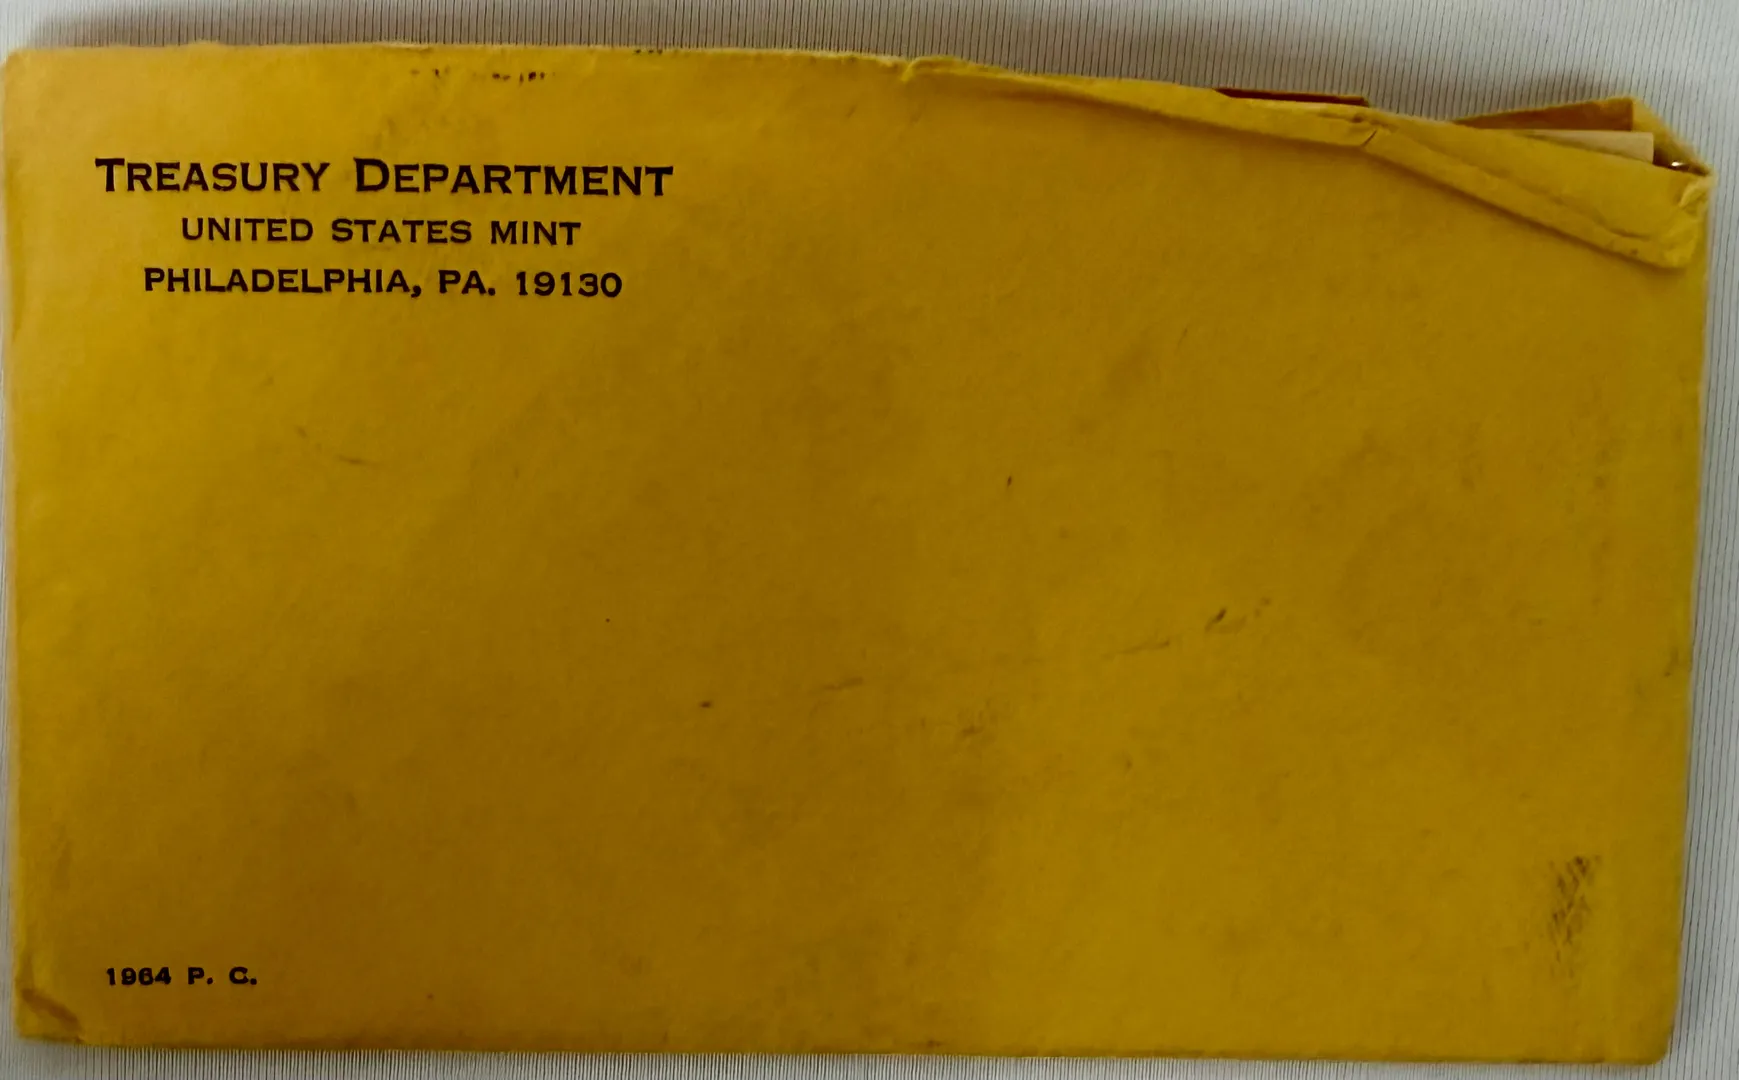 TREASURY DEPARTMENT
UNITED STATES MINT
PHILADELPHIA, PA. 19130
1964 P. C.